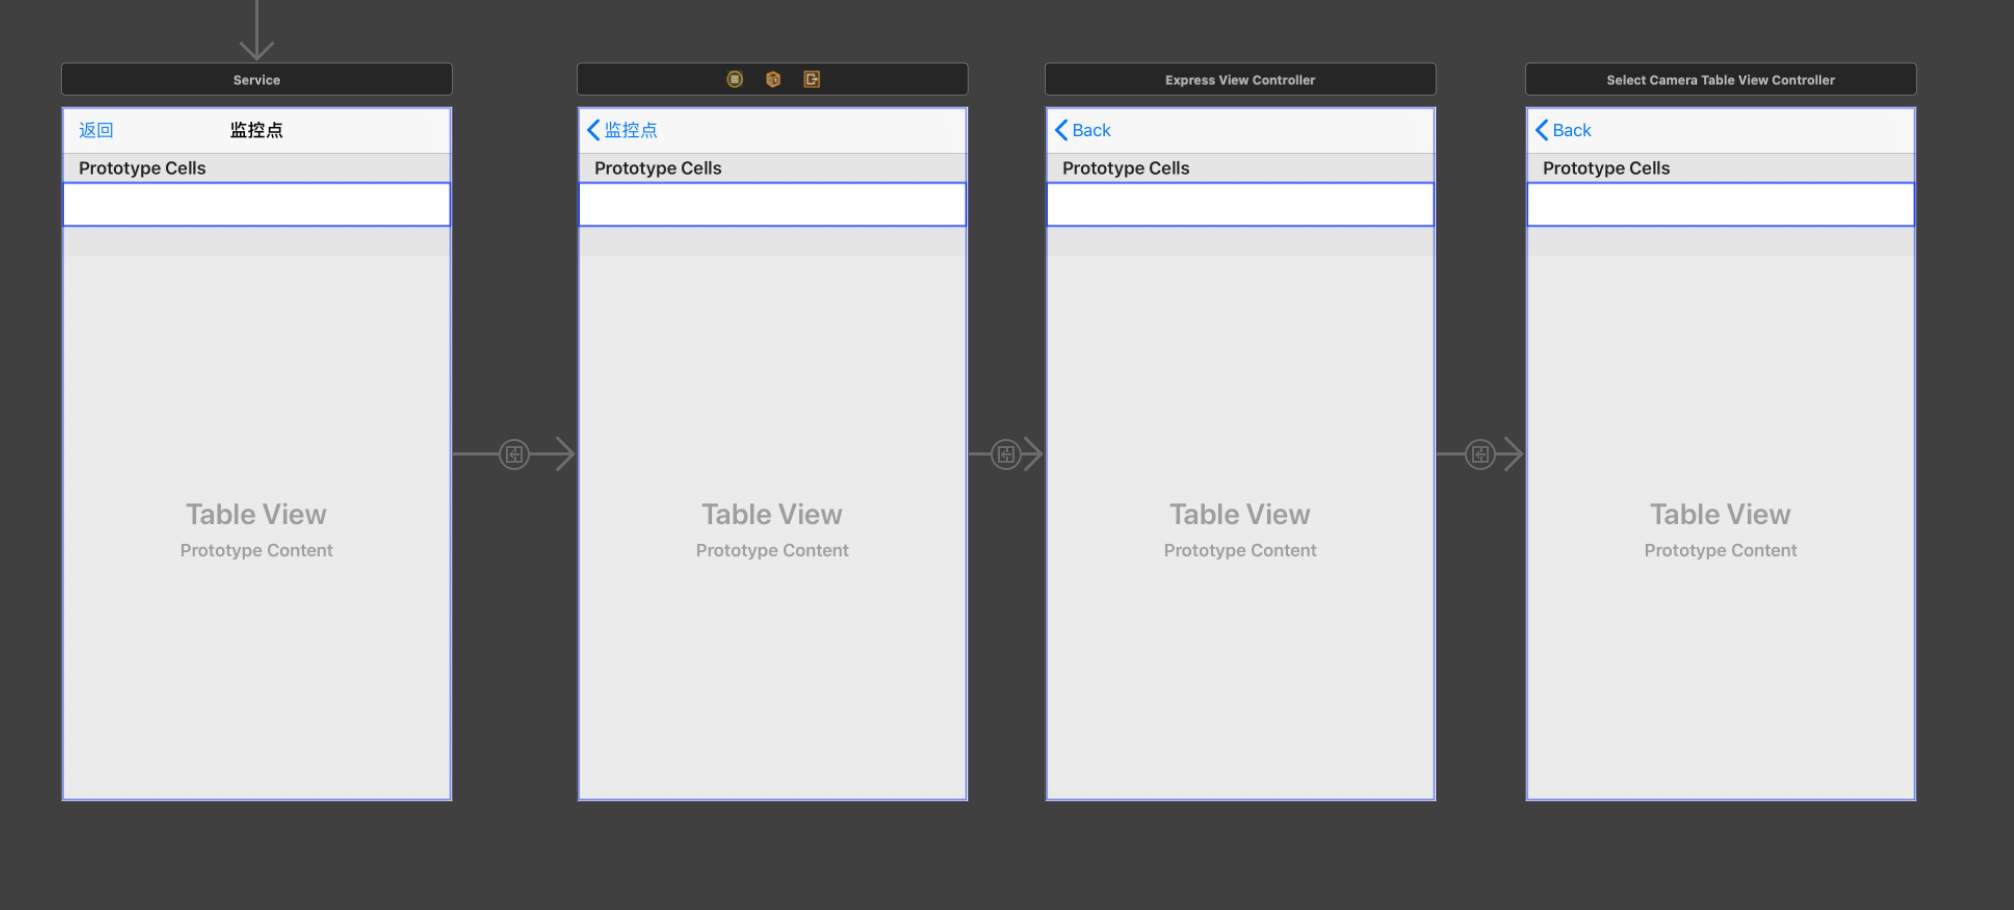 Service
返回
监控点
Prototype Cells
Table View
Prototype Content
监控点
Prototype Cells
Table View
Prototype Content
Express View Controller
Back
Prototype Cells
Table View
Prototype Content
Select Camera Table View Controller
Back
Prototype Cells
Table View
Prototype Content